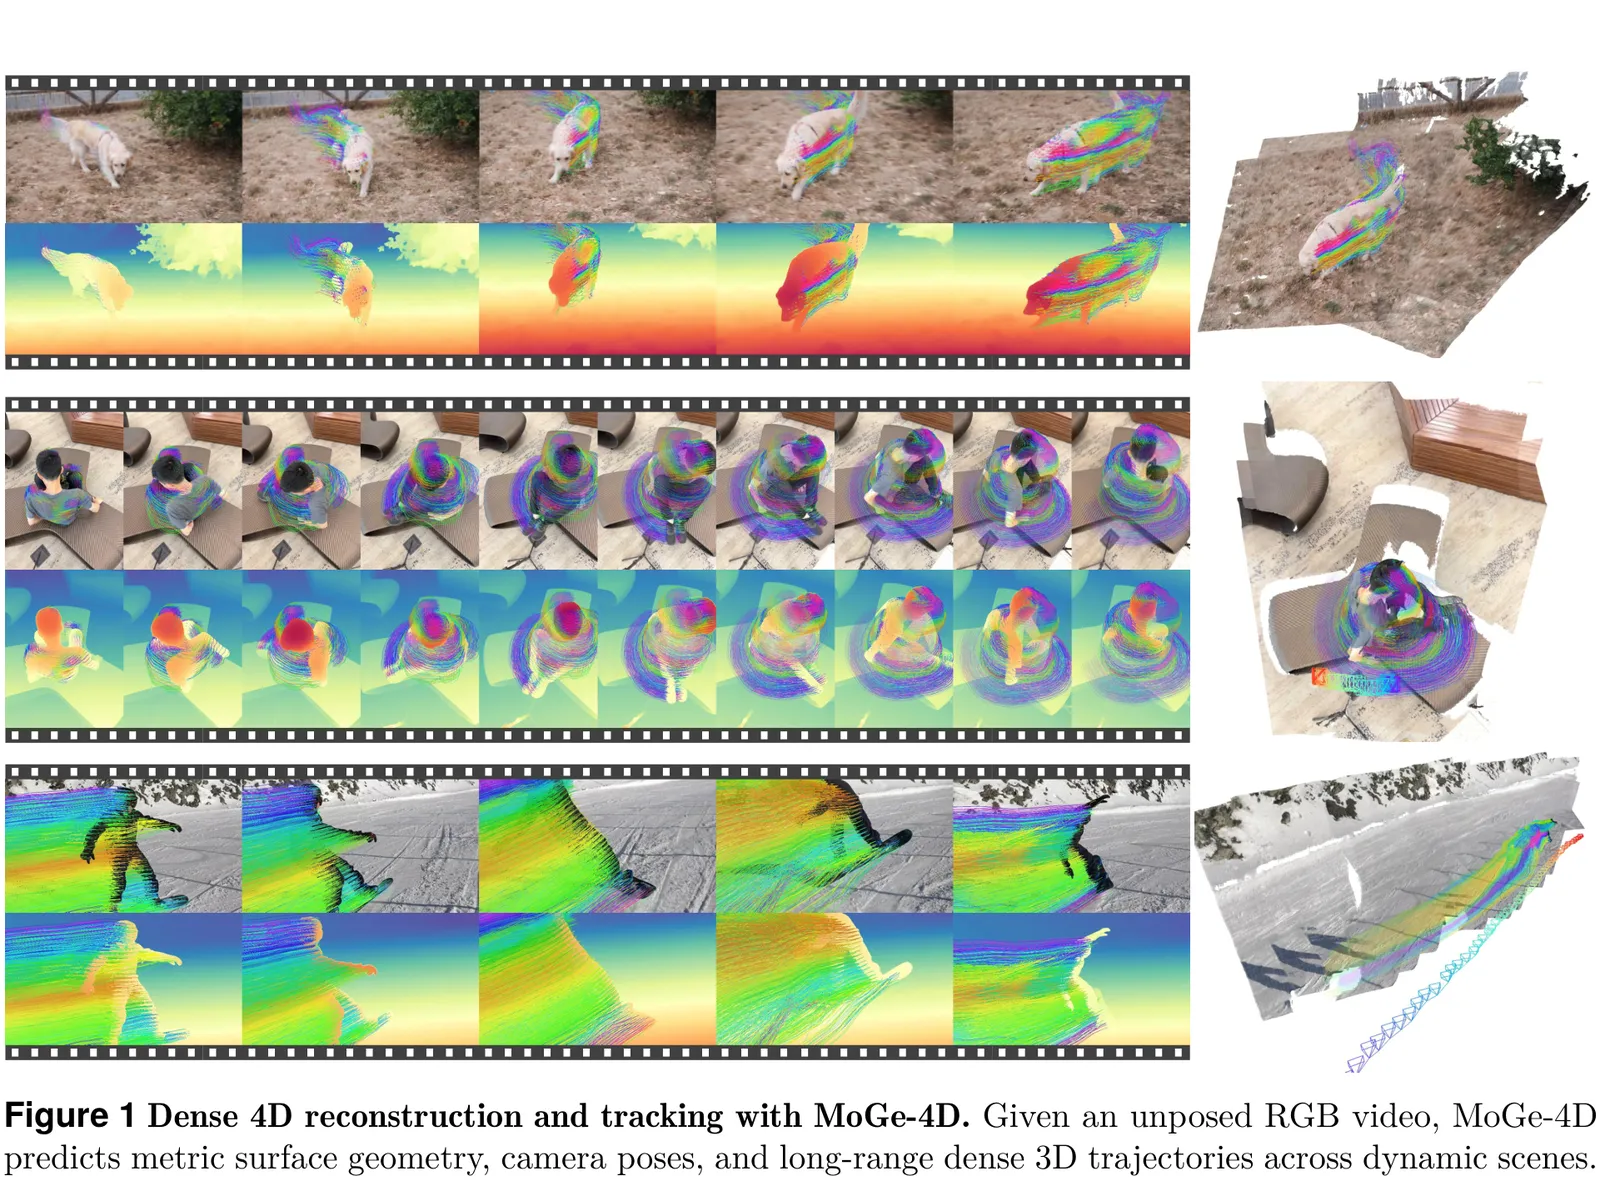 Figure 1 Dense 4D reconstruction and tracking with MoGe-4D. Given an unposed RGB video, MoGe-4D
predicts metric surface geometry, camera poses, and long-range dense 3D trajectories across dynamic scenes.